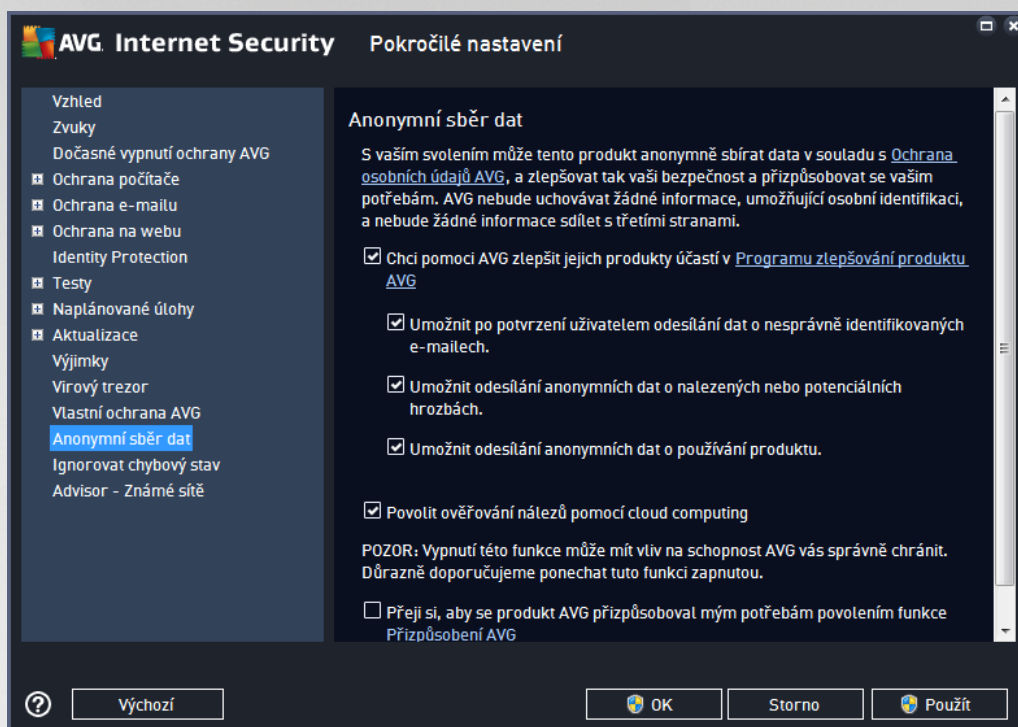 AVG. Internet Security Pokročilé nastavení
Vzhled
Zvuky
Dočasné vypnutí ochrany AVG
Ochrana počítače
Ochrana e-mailu
Ochrana na webu
Identity Protection
Testy
Naplánované úlohy
Aktualizace
Výjimky
Virový trezor
Vlastní ochrana AVG
Anonymní sběr dat
Ignorovat chybový stav
Advisor - Známé sítě
Anonymní sběr dat
S vaším svolením může tento produkt anonymně sbírat data v souladu s Ochrana
osobních údajů AVG, a zlepšovat tak vaši bezpečnost a přizpůsobovat se vašim
potřebám. AVG nebude uchovávat žádné informace, umožňující osobní identifikaci,
a nebude žádné informace sdílet s třetími stranami.
Chci pomoci AVG zlepšit jejich produkty účastí v Programu zlepšování produktu
AVG
Umožnit po potvrzení uživatelem odesílání dat o nesprávně identifikovaných
e-mailech.
Umožnit odesílání anonymních dat o nalezených nebo potenciálních
hrozbách.
Umožnit odesílání anonymních dat o používání produktu.
Povolit ověřování nálezů pomocí cloud computing
POZOR: Vypnutí této funkce může mít vliv na schopnost AVG vás správně chránit.
Důrazně doporučujeme ponechat tuto funkci zapnutou.
Přeji si, aby se produkt AVG přizpůsoboval mým potřebám povolením funkce
Přizpůsobení AVG
Výchozí
OK
Storno
Použít